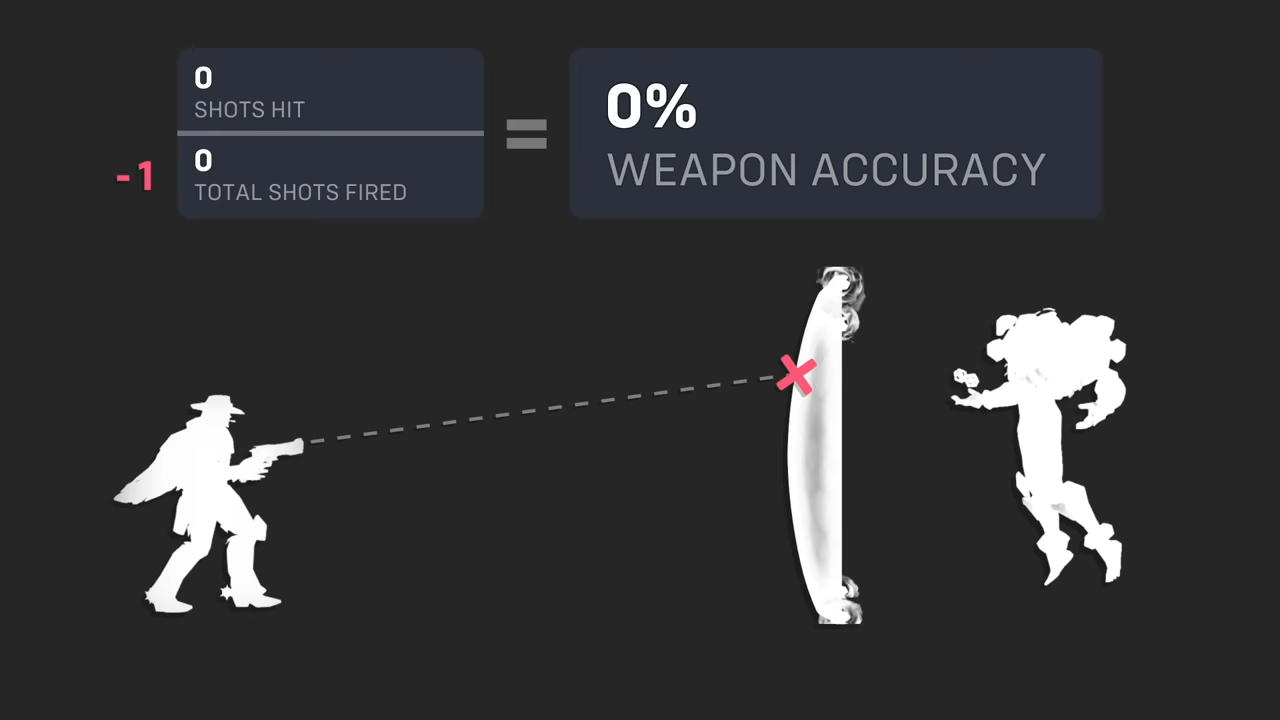 0
SHOTS HIT
-1
0
TOTAL SHOTS FIRED
=
0%
WEAPON ACCURACY